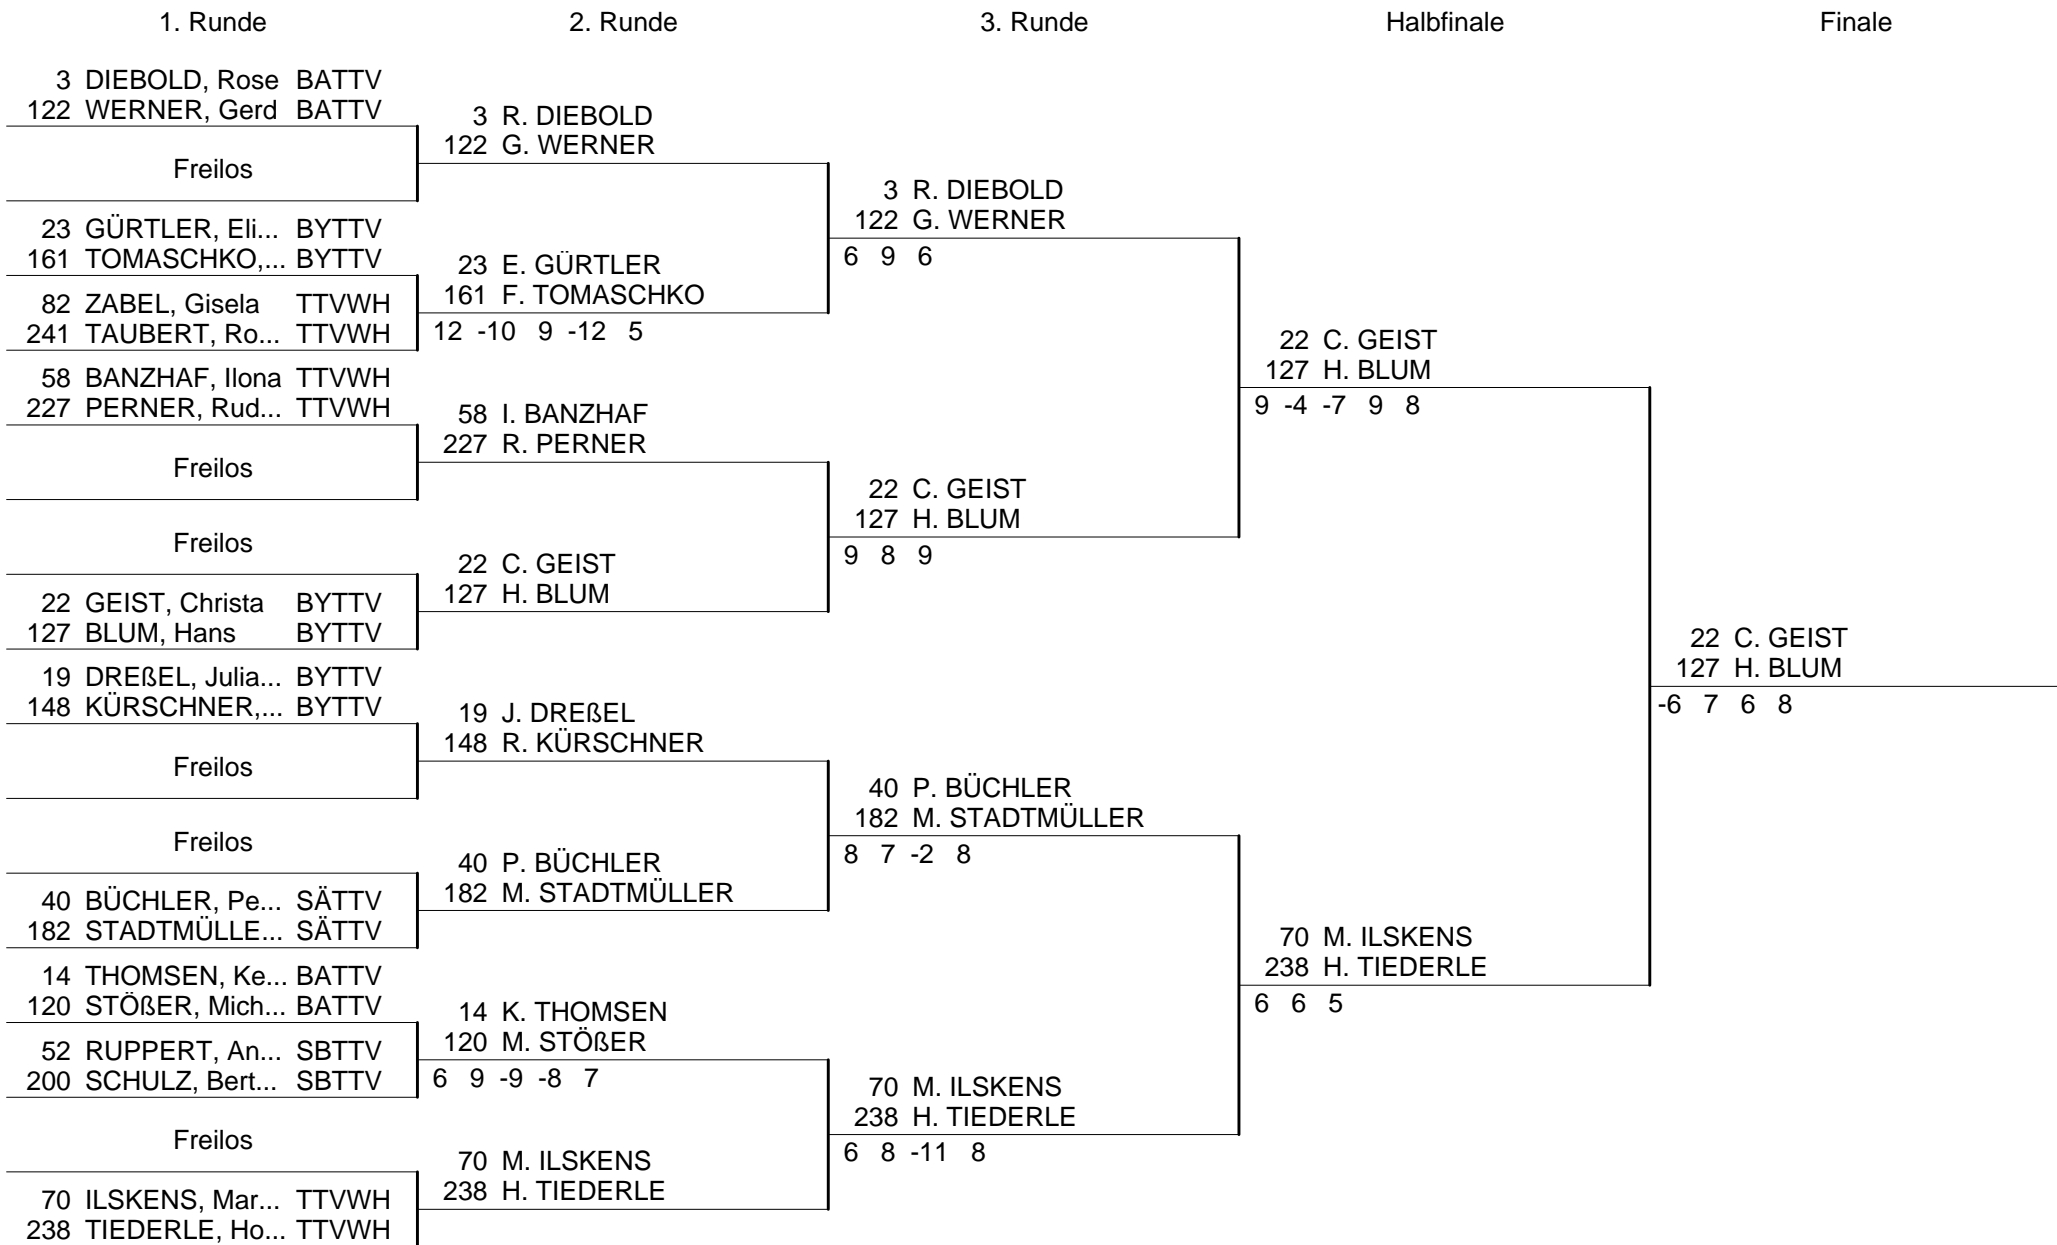 1. Runde
2. Runde
3. Runde
Halbfinale
Finale
3 DIEBOLD, Rose BATTV
122 WERNER, Gerd BATTV
Freilos
23 GÜRTLER, Eli... BYTTV
161 TOMASCHKO,... BYTTV
82 ZABEL, Gisela TTVWH
241 TAUBERT, Ro... TTVWH
58 BANZHAF, Ilona TTVWH
227 PERNER, Rud... TTVWH
Freilos
Freilos
22 GEIST, Christa BYTTV
127 BLUM, Hans BYTTV
19 DREßEL, Julia... BYTTV
148 KÜRSCHNER,... BYTTV
Freilos
Freilos
40 BÜCHLER, Pe... SÄTTV
182 STADTMÜLLE... SÄTTV
14 THOMSEN, Ke... BATTV
120 STÖßER, Mich... BATTV
52 RUPPERT, An... SBTTV
200 SCHULZ, Bert... SBTTV
Freilos
70 ILSKENS, Mar... TTVWH
238 TIEDERLE, Ho... TTVWH
3 R. DIEBOLD
122 G. WERNER
23 E. GÜRTLER
161 F. TOMASCHKO
12 -10 9 -12 5
58 I. BANZHAF
227 R. PERNER
22 C. GEIST
127 H. BLUM
19 J. DREßEL
148 R. KÜRSCHNER
40 P. BÜCHLER
182 M. STADTMÜLLER
14 K. THOMSEN
120 M. STÖßER
6 9 -9 -8 7
70 M. ILSKENS
238 H. TIEDERLE
3 R. DIEBOLD
122 G. WERNER
6 9 6
22 C. GEIST
127 H. BLUM
9 8 9
40 P. BÜCHLER
182 M. STADTMÜLLER
8 7 -2 8
70 M. ILSKENS
238 H. TIEDERLE
6 8 -11 8
22 C. GEIST
127 H. BLUM
9 -4 -7 9 8
70 M. ILSKENS
238 H. TIEDERLE
6 6 5
22 C. GEIST
127 H. BLUM
-6 7 6 8